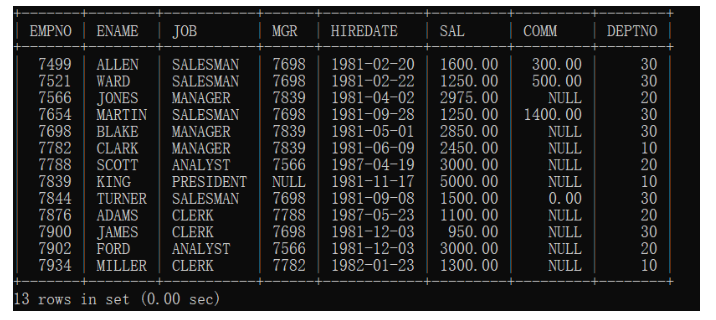 EMPNO | ENAME | JOB | MGR | HIREDATE | SAL | COMM | DEPTNO
7499 | ALLEN | SALESMAN | 7698 | 1981-02-20 | 1600.00 | 300.00 | 30
7521 | WARD | SALESMAN | 7698 | 1981-02-22 | 1250.00 | 500.00 | 30
7566 | JONES | MANAGER | 7839 | 1981-04-02 | 2975.00 | NULL | 20
7654 | MARTIN | SALESMAN | 7698 | 1981-09-28 | 1250.00 | 1400.00 | 30
7698 | BLAKE | MANAGER | 7839 | 1981-05-01 | 2850.00 | NULL | 30
7782 | CLARK | MANAGER | 7839 | 1981-06-09 | 2450.00 | NULL | 10
7788 | SCOTT | ANALYST | 7566 | 1987-04-19 | 3000.00 | NULL | 20
7839 | KING | PRESIDENT | NULL | 1981-11-17 | 5000.00 | NULL | 10
7844 | TURNER | SALESMAN | 7698 | 1981-09-08 | 1500.00 | 0.00 | 30
7876 | ADAMS | CLERK | 7788 | 1987-05-23 | 1100.00 | NULL | 20
7900 | JAMES | CLERK | 7698 | 1981-12-03 | 950.00 | NULL | 30
7902 | FORD | ANALYST | 7566 | 1981-12-03 | 3000.00 | NULL | 20
7934 | MILLER | CLERK | 7782 | 1982-01-23 | 1300.00 | NULL | 10
13 rows in set (0.00 sec)